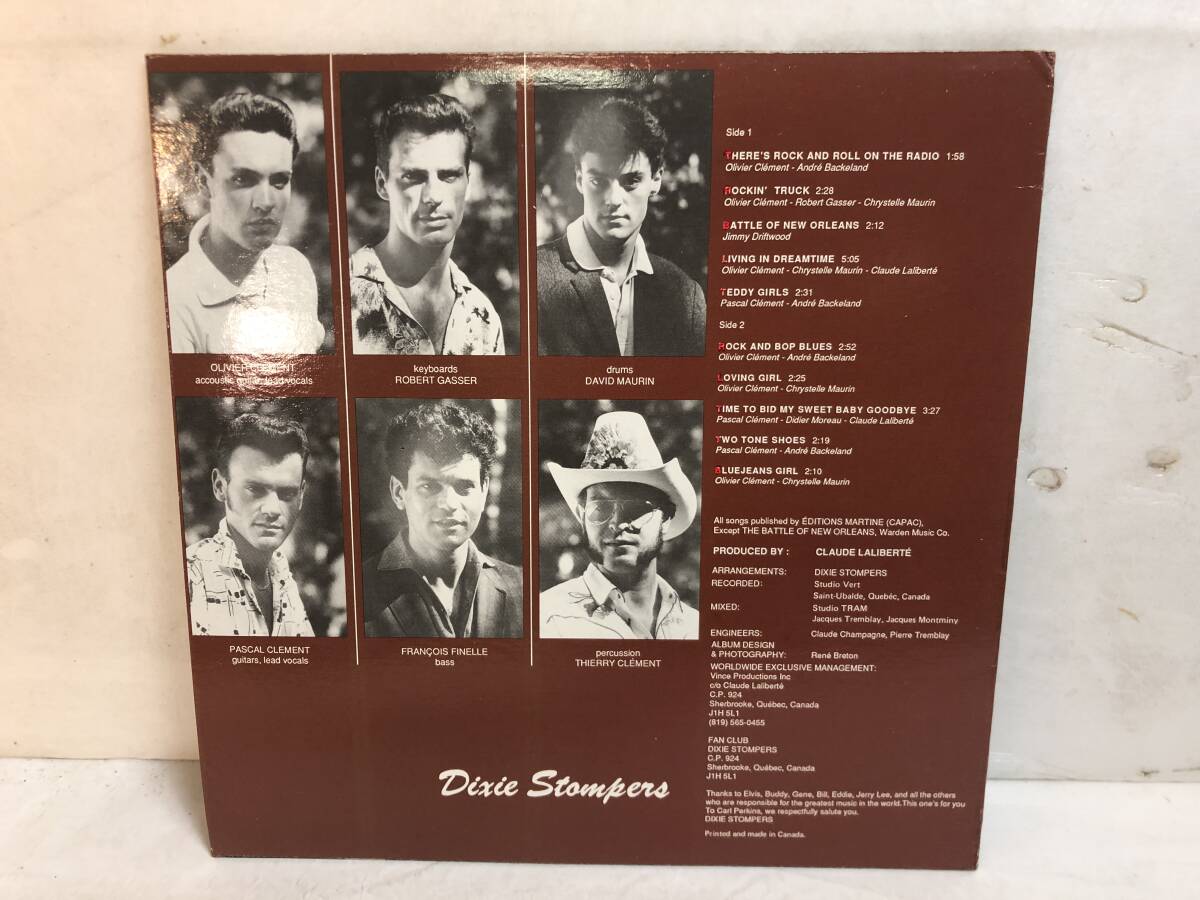 OLIVIER CLEMENT
accoustic guitar, lead vocals
keyboards
ROBERT GASSER
drums
DAVID MAURIN
PASCAL CLEMENT
guitars, lead vocals
FRANÇOIS FINELLE
bass
percussion
THIERRY CLÉMENT
Dixie Stompers
Side 1
THERE'S ROCK AND ROLL ON THE RADIO 1:58
Olivier Clément - André Backeland
ROCKIN' TRUCK 2:28
Olivier Clément - Robert Gasser - Chrystelle Maurin
BATTLE OF NEW ORLEANS 2:12
Jimmy Driftwood
LIVING IN DREAMTIME 5:05
Olivier Clément - Chrystelle Maurin - Claude Laliberté
TEDDY GIRLS 2:31
Pascal Clément - André Backeland
Side 2
ROCK AND BOP BLUES 2:52
Olivier Clément - André Backeland
LOVING GIRL 2:25
Olivier Clément - Chrystelle Maurin
TIME TO BID MY SWEET BABY GOODBYE 3:27
Pascal Clément - Didier Moreau - Claude Laliberté
TWO TONE SHOES 2:19
Pascal Clément - André Backeland
BLUEJEANS GIRL 2:10
Olivier Clément - Chrystelle Maurin
All songs published by ÉDITIONS MARTINE (CAPAC),
Except THE BATTLE OF NEW ORLEANS, Warden Music Co.
PRODUCED BY : CLAUDE LALIBERTÉ
ARRANGEMENTS: DIXIE STOMPERS
RECORDED: Studio Vert
Saint-Ubalde, Quebéc, Canada
MIXED: Studio TRAM
Jacques Tremblay, Jacques Montminy
ENGINEERS: Claude Champagne, Pierre Tremblay
ALBUM DESIGN
& PHOTOGRAPHY: René Breton
WORLDWIDE EXCLUSIVE MANAGEMENT:
Vince Productions Inc
c/o Claude Laliberté
C.P. 924
Sherbrooke, Québec, Canada
J1H 5L1
(819) 565-0455
FAN CLUB
DIXIE STOMPERS
C.P. 924
Sherbrooke, Québec, Canada
J1H 5L1
Thanks to Elvis, Buddy, Gene, Bill, Eddie, Jerry Lee, and all the others
who are responsible for the greatest music in the world.This one's for you
To Carl Perkins, we respectfully salute you.
DIXIE STOMPERS
Printed and made in Canada.